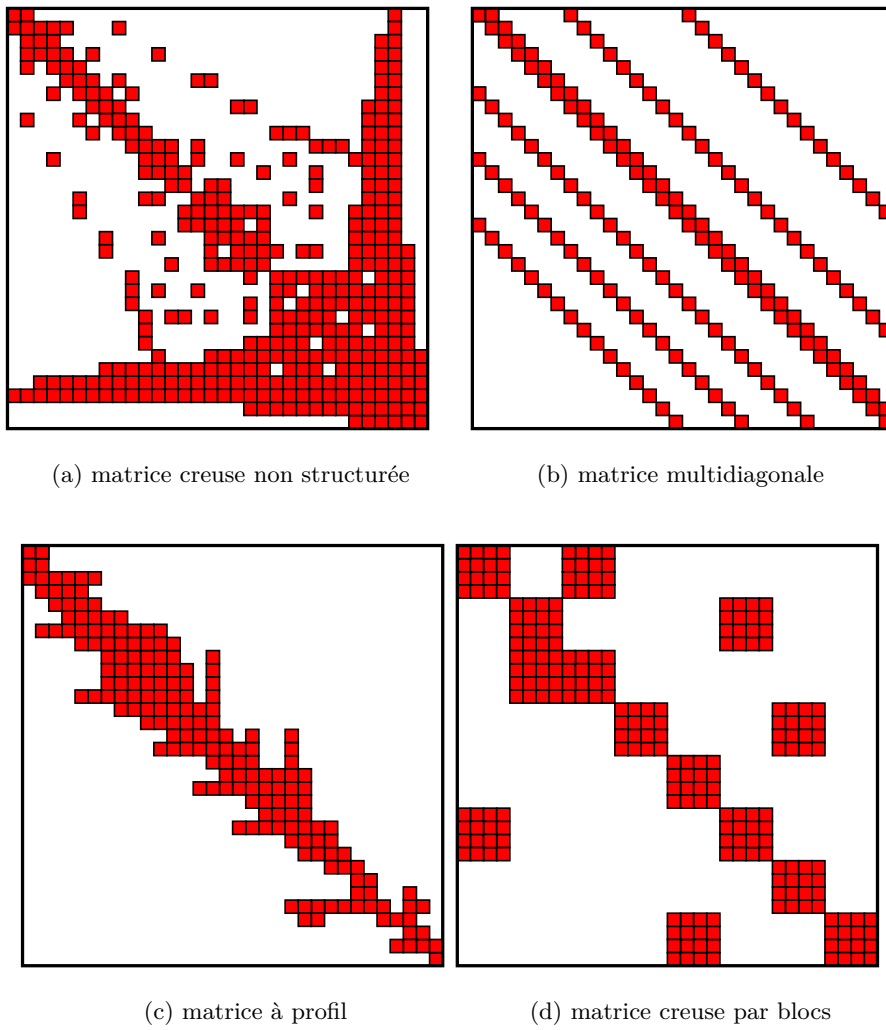 (a) matrice creuse non structurée
(b) matrice multidiagonale
(c) matrice à profil
(d) matrice creuse par blocs